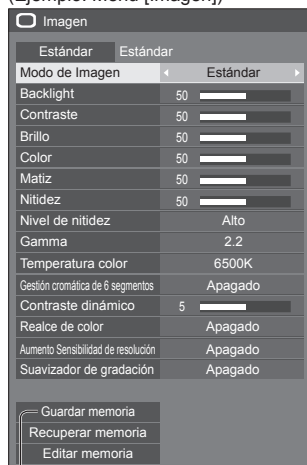 (Ejemplo: Menú [Imagen])
Imagen
Estándar Estándar
Modo de Imagen Estándar
Backlight 50
Contraste 50
Brillo 50
Color 50
Matiz 50
Nitidez 50
Nivel de nitidez Alto
Gamma 2.2
Temperatura color 6500K
Gestión cromática de 6 segmentos Apagado
Contraste dinámico 5
Realce de color Apagado
Aumento Sensibilidad de resolución Apagado
Suavizador de gradación Apagado
Guardar memoria
Recuperar memoria
Editar memoria